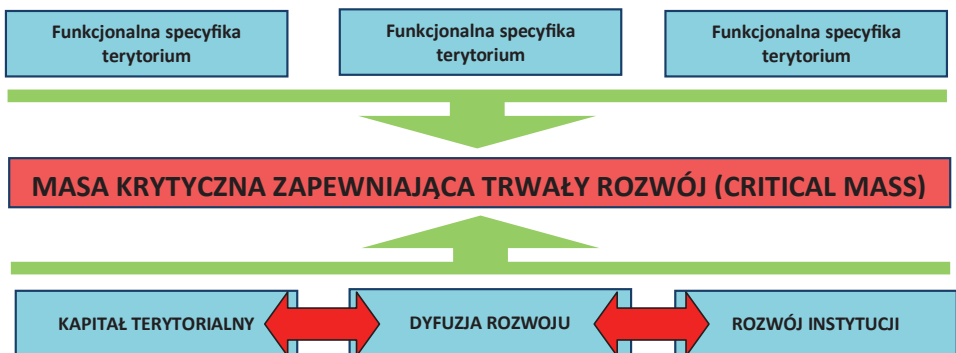 Funkcjonalna specyfika
terytorium
Funkcjonalna specyfika
terytorium
Funkcjonalna specyfika
terytorium
MASA KRYTYCZNA ZAPEWNIAJĄCA TRWAŁY ROZWÓJ (CRITICAL MASS)
KAPITAŁ TERYTORIALNY
DYFUZJA ROZWOJU
ROZWÓJ INSTYTUCJI